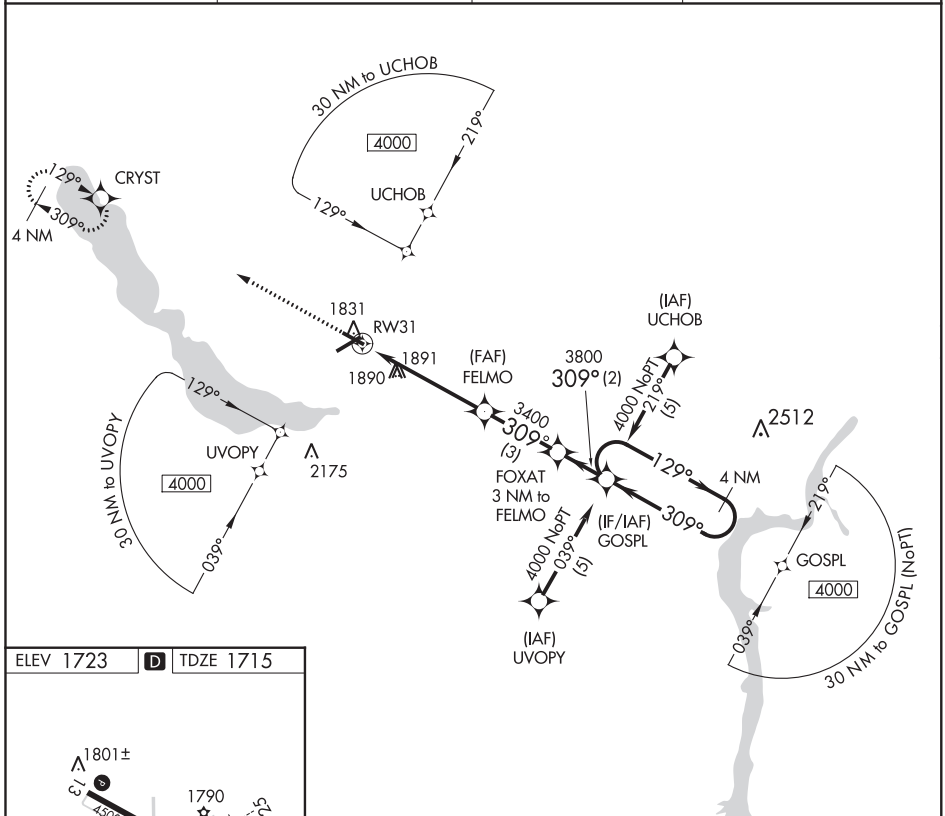 30 NM to UCHOB
4000
219°
UCHOB
129°
129°
CRYST
309°
4 NM
1831
RW31
1891
1890
(FAF)
FELMO
3800
309° (2)
(IAF)
UCHOB
4000 NoPT
219°
(5)
2512
3400
309°
(3)
FOXAT
3 NM to
FELMO
129°
4 NM
309°
(IF/IAF)
GOSPL
4000 NoPT
039°
(5)
(IAF)
UVOPY
129°
UVOPY
2175
4000
30 NM to UVOPY
039°
219°
GOSPL
4000
039°
30 NM to GOSPL (NoPT)
ELEV 1723 D TDZE 1715
1801±
P
13
1790
25